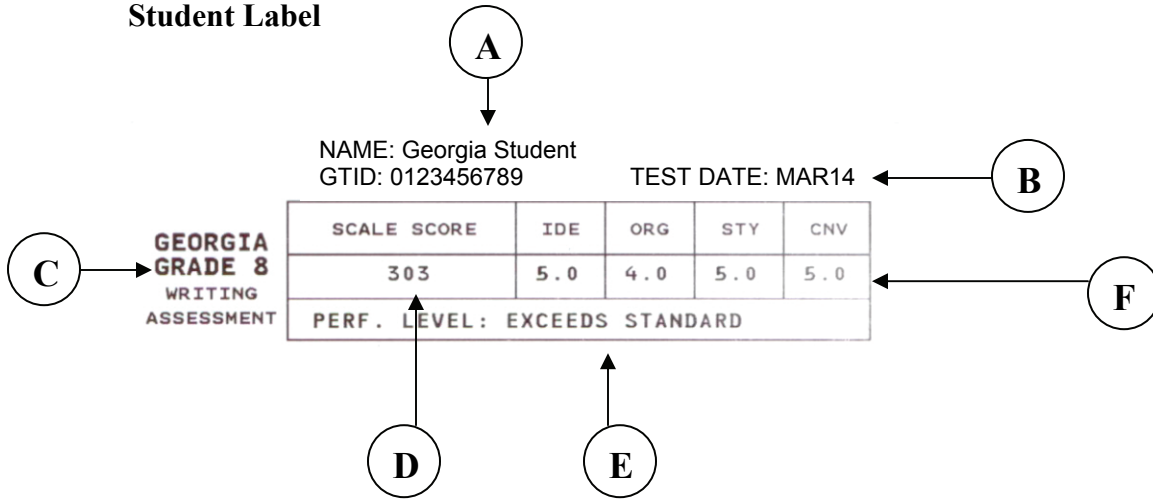 Student Label
A
NAME: Georgia Student
GTID: 0123456789 TEST DATE: MAR14
B
SCALE SCORE IDE ORG STY CNV
GEORGIA
GRADE 8
WRITING
ASSESSMENT
C
303 5.0 4.0 5.0 5.0
F
PERF. LEVEL: EXCEEDS STANDARD
D
E